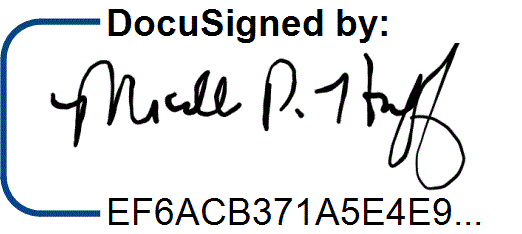 DocuSigned by:
P.
EF6ACB371A5E4E9...